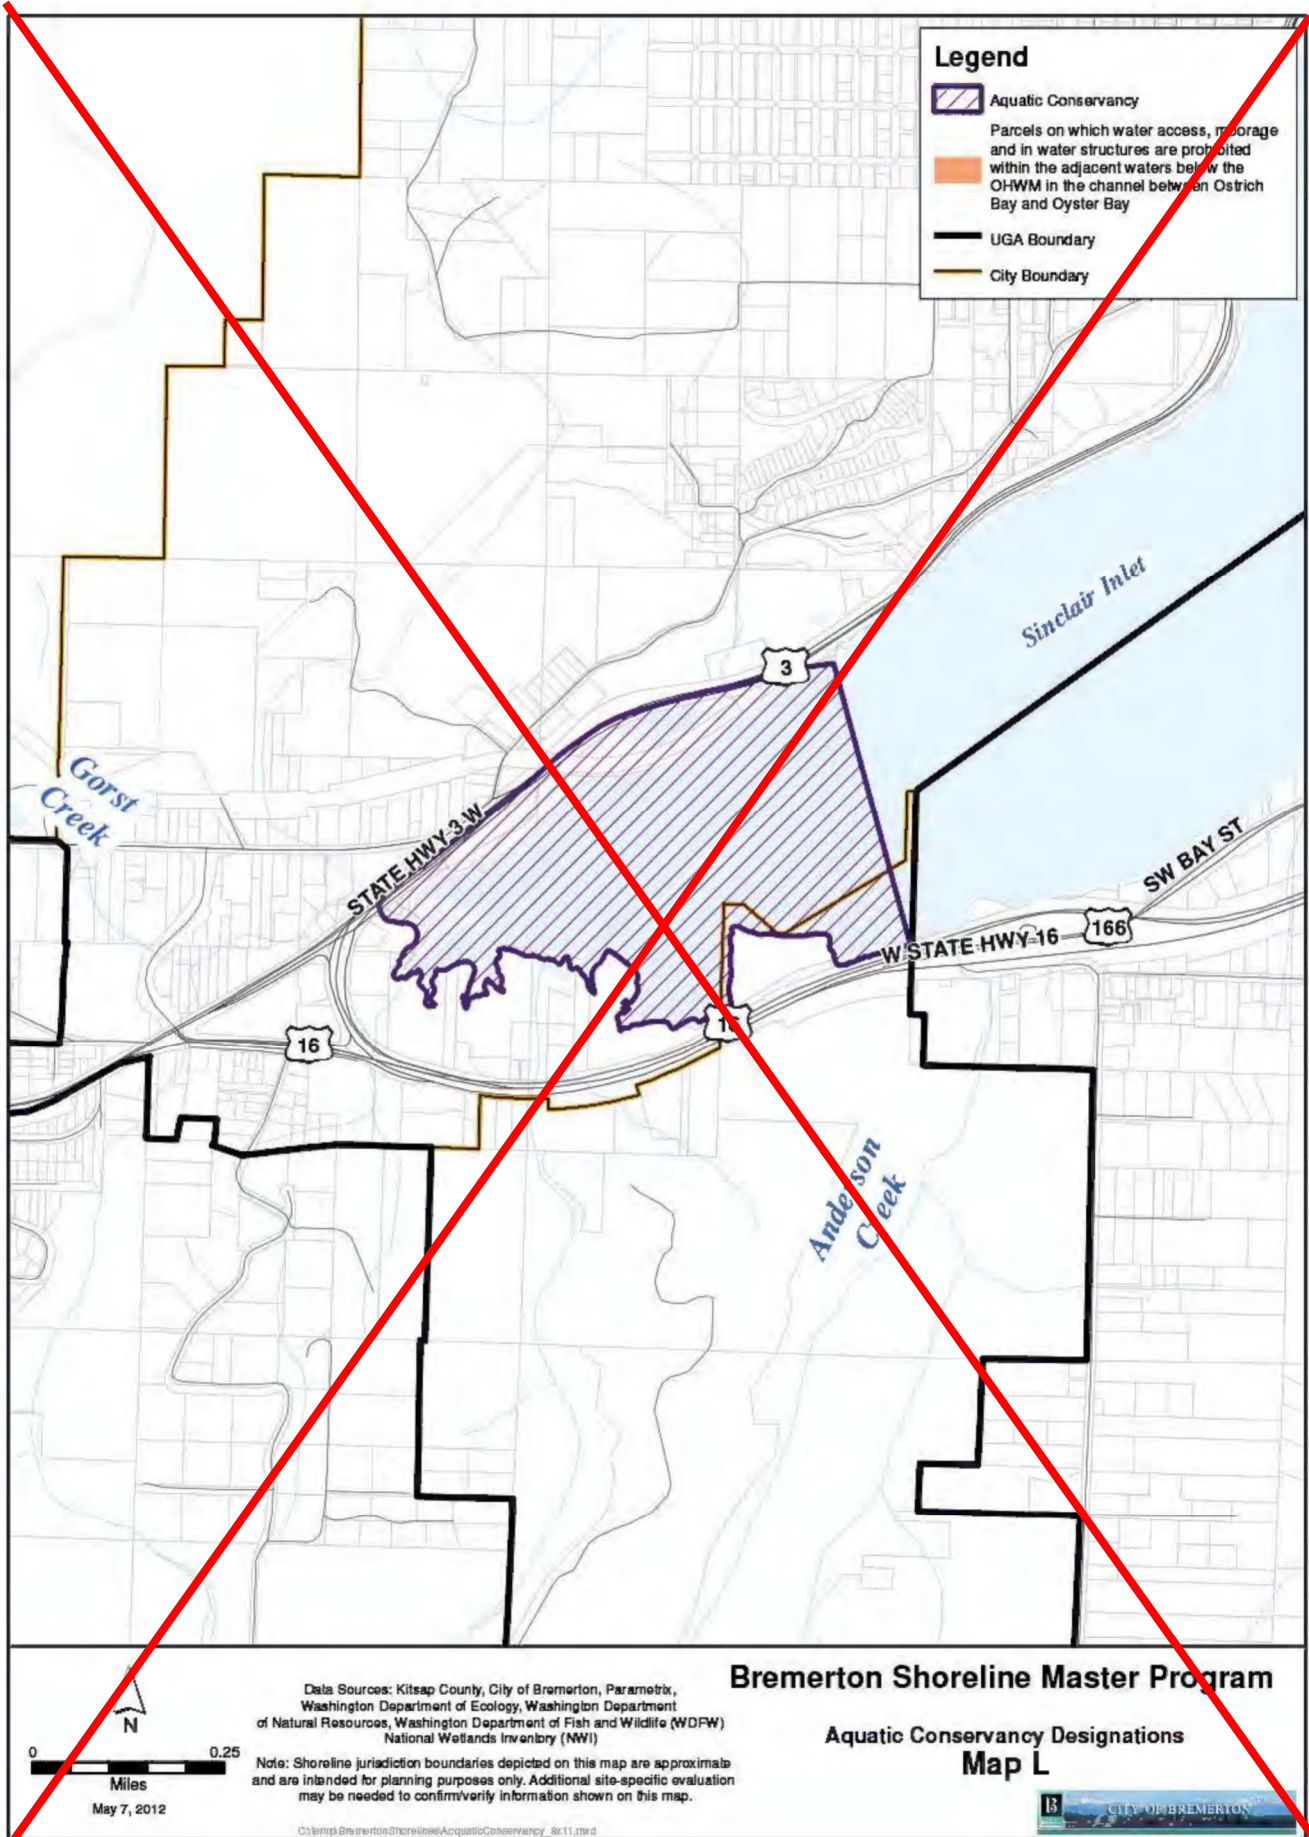 Legend
Aquatic Conservancy
Parcels on which water access, moorage
and in water structures are prohibited
within the adjacent waters below the
OHWM in the channel between Ostrich
Bay and Oyster Bay
UGA Boundary
City Boundary
Sinclair Inlet
3
Gorst
Creek
STATE HWY 3 W
SW BAY ST
166
W STATE HWY 16
16
16
Anderson
Creek
N
0 0.25
Miles
May 7, 2012
Data Sources: Kitsap County, City of Bremerton, Parametrix,
Washington Department of Ecology, Washington Department
of Natural Resources, Washington Department of Fish and Wildlife (WDFW)
National Wetlands Inventory (NWI)
Note: Shoreline jurisdiction boundaries depicted on this map are approximate
and are intended for planning purposes only. Additional site-specific evaluation
may be needed to confirm/verify information shown on this map.
Bremerton Shoreline Master Program
Aquatic Conservancy Designations
Map L
CITY OF BREMERTON